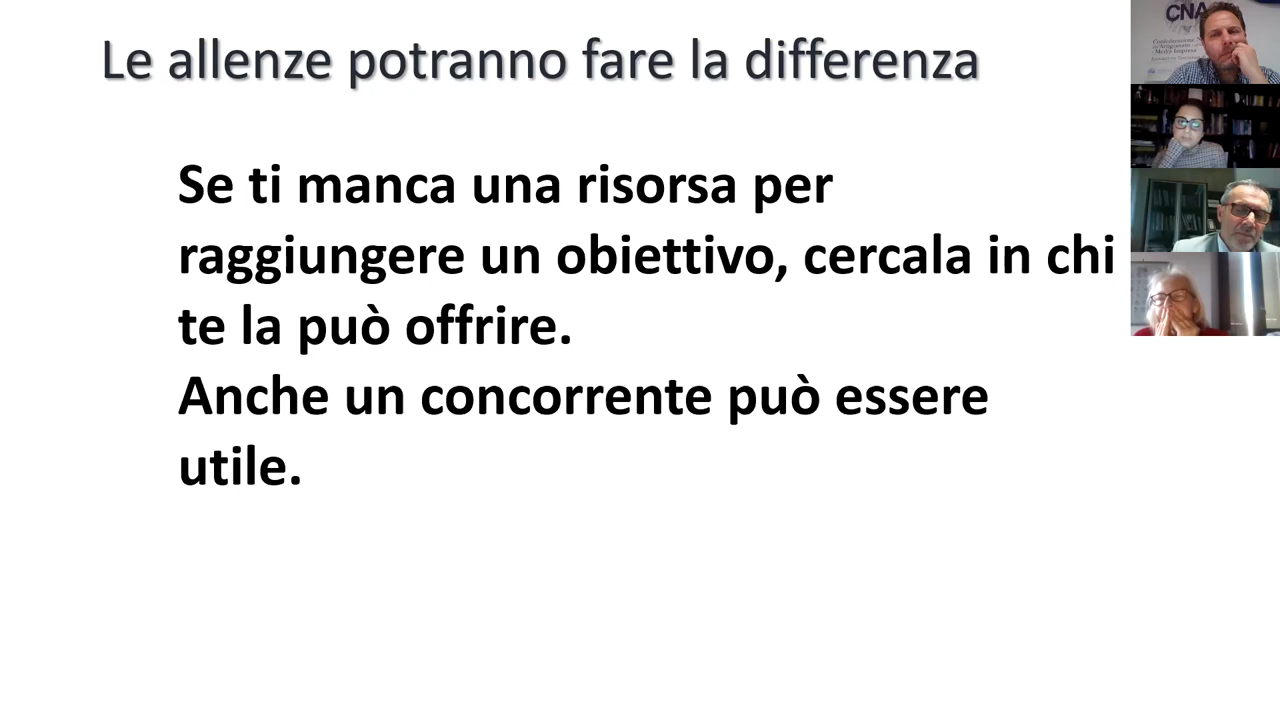 Le allenze potranno fare la differenza
Se ti manca una risorsa per
raggiungere un obiettivo, cercala in chi
te la può offrire.
Anche un concorrente può essere
utile.
CNA